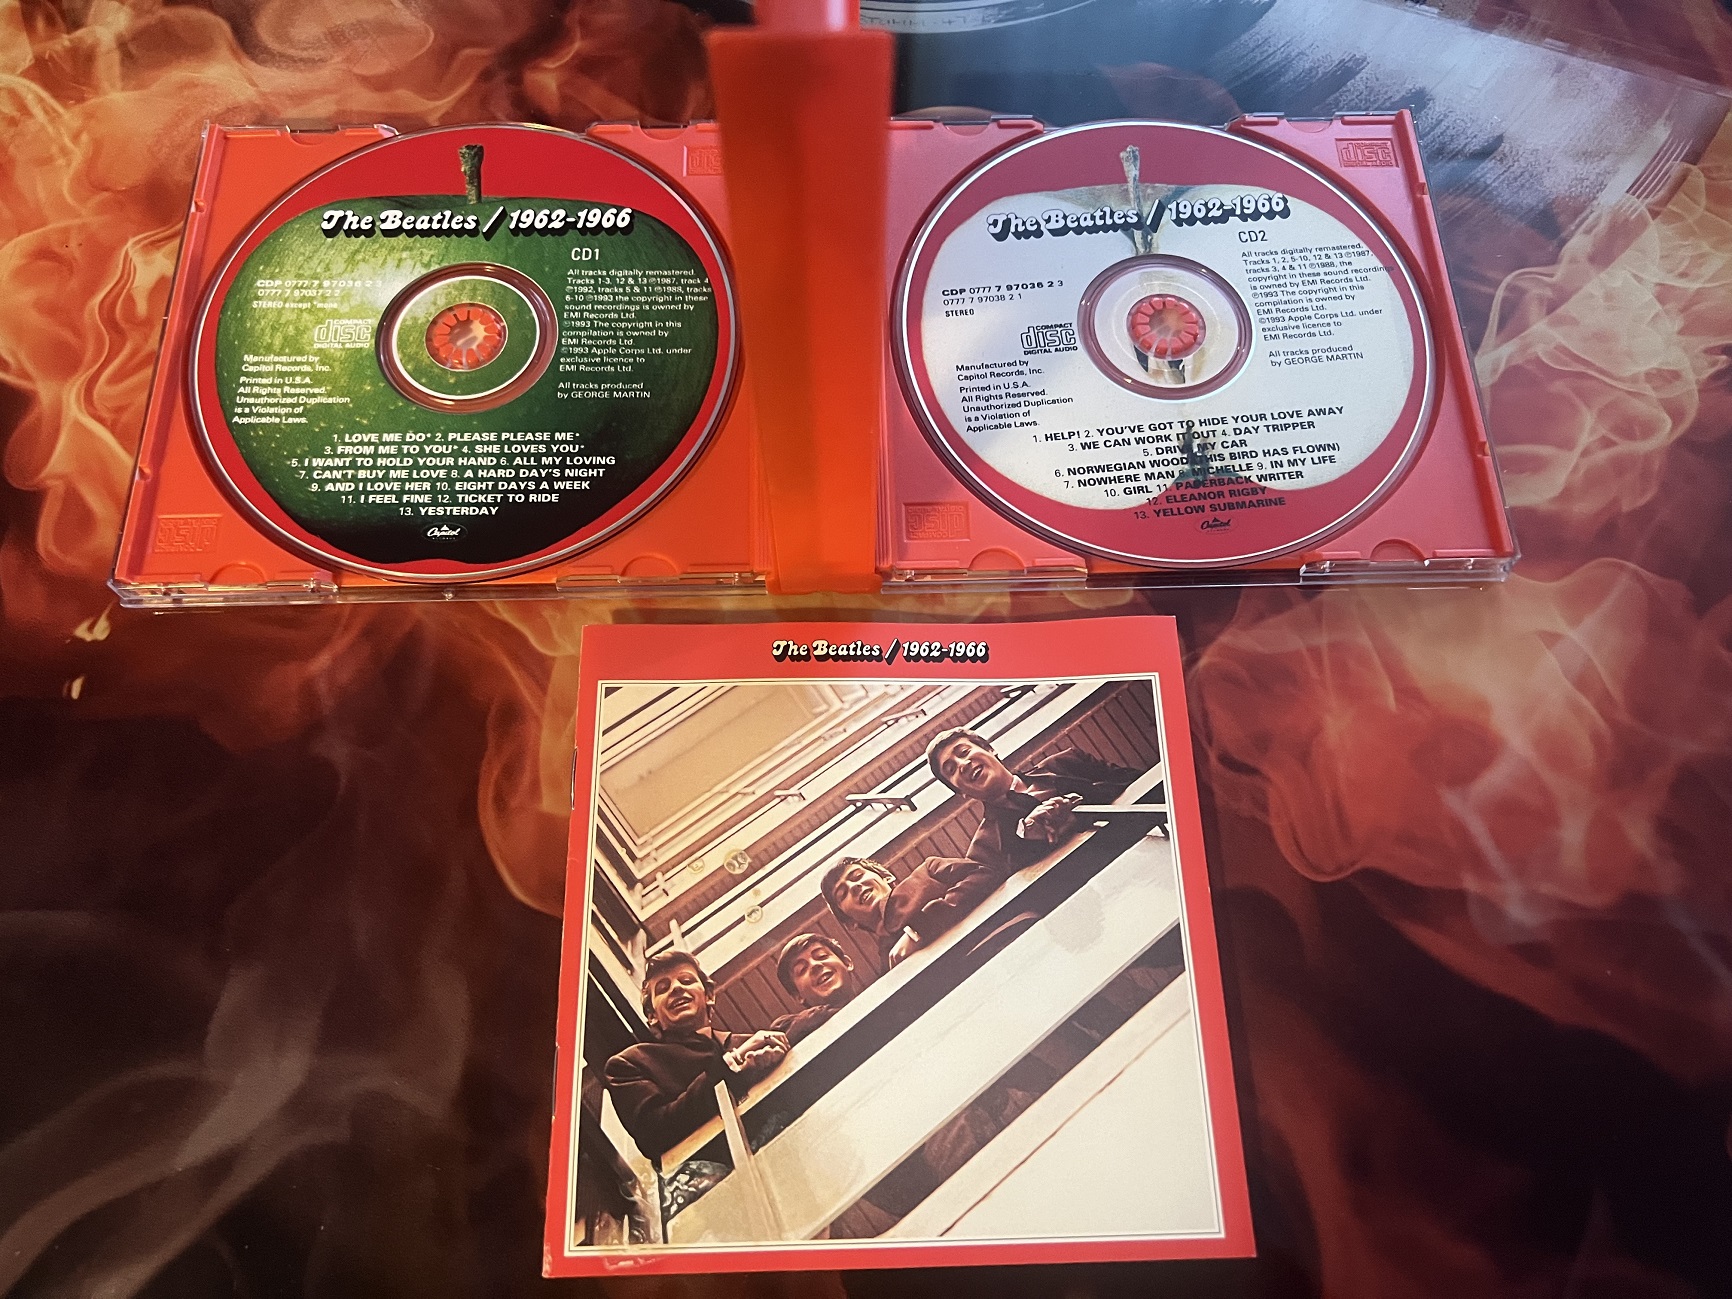 The Beatles / 1962-1966
CD1
All tracks digitally remastered.
Tracks 1-3, 12 & 13 ℗1987, track 4
℗1992, tracks 5 & 11 ℗1988, tracks
6-10 ℗1993 the copyright in these
sound recordings is owned by
EMI Records Ltd.
℗1993 The copyright in this
compilation is owned by
EMI Records Ltd.
©1993 Apple Corps Ltd. under
exclusive licence to
EMI Records Ltd.
All tracks produced
by GEORGE MARTIN
CDP 0777 7 97036 2 3
0777 7 97037 2 2
STEREO except *mono
COMPACT
disc
DIGITAL AUDIO
Manufactured by
Capitol Records, Inc.
Printed in U.S.A.
All Rights Reserved.
Unauthorized Duplication
is a Violation of
Applicable Laws.
1. LOVE ME DO* 2. PLEASE PLEASE ME*
3. FROM ME TO YOU* 4. SHE LOVES YOU*
5. I WANT TO HOLD YOUR HAND 6. ALL MY LOVING
7. CAN'T BUY ME LOVE 8. A HARD DAY'S NIGHT
9. AND I LOVE HER 10. EIGHT DAYS A WEEK
11. I FEEL FINE 12. TICKET TO RIDE
13. YESTERDAY
Capitol
disc
The Beatles / 1962-1966
CD2
All tracks digitally remastered.
Tracks 1, 2, 5-10, 12 & 13 ℗1987,
tracks 3, 4 & 11 ℗1988, the
copyright in these sound recordings
is owned by EMI Records Ltd.
℗1993 The copyright in this
compilation is owned by
EMI Records Ltd.
©1993 Apple Corps Ltd. under
exclusive licence to
EMI Records Ltd.
All tracks produced
by GEORGE MARTIN
CDP 0777 7 97036 2 3
0777 7 97038 2 1
STEREO
COMPACT
disc
DIGITAL AUDIO
Manufactured by
Capitol Records, Inc.
Printed in U.S.A.
All Rights Reserved.
Unauthorized Duplication
is a Violation of
Applicable Laws.
1. HELP! 2. YOU'VE GOT TO HIDE YOUR LOVE AWAY
3. WE CAN WORK IT OUT 4. DAY TRIPPER
5. DRIVE MY CAR
6. NORWEGIAN WOOD (THIS BIRD HAS FLOWN)
7. NOWHERE MAN 8. MICHELLE 9. IN MY LIFE
10. GIRL 11. PAPERBACK WRITER
12. ELEANOR RIGBY
13. YELLOW SUBMARINE
Capitol
disc
The Beatles / 1962-1966